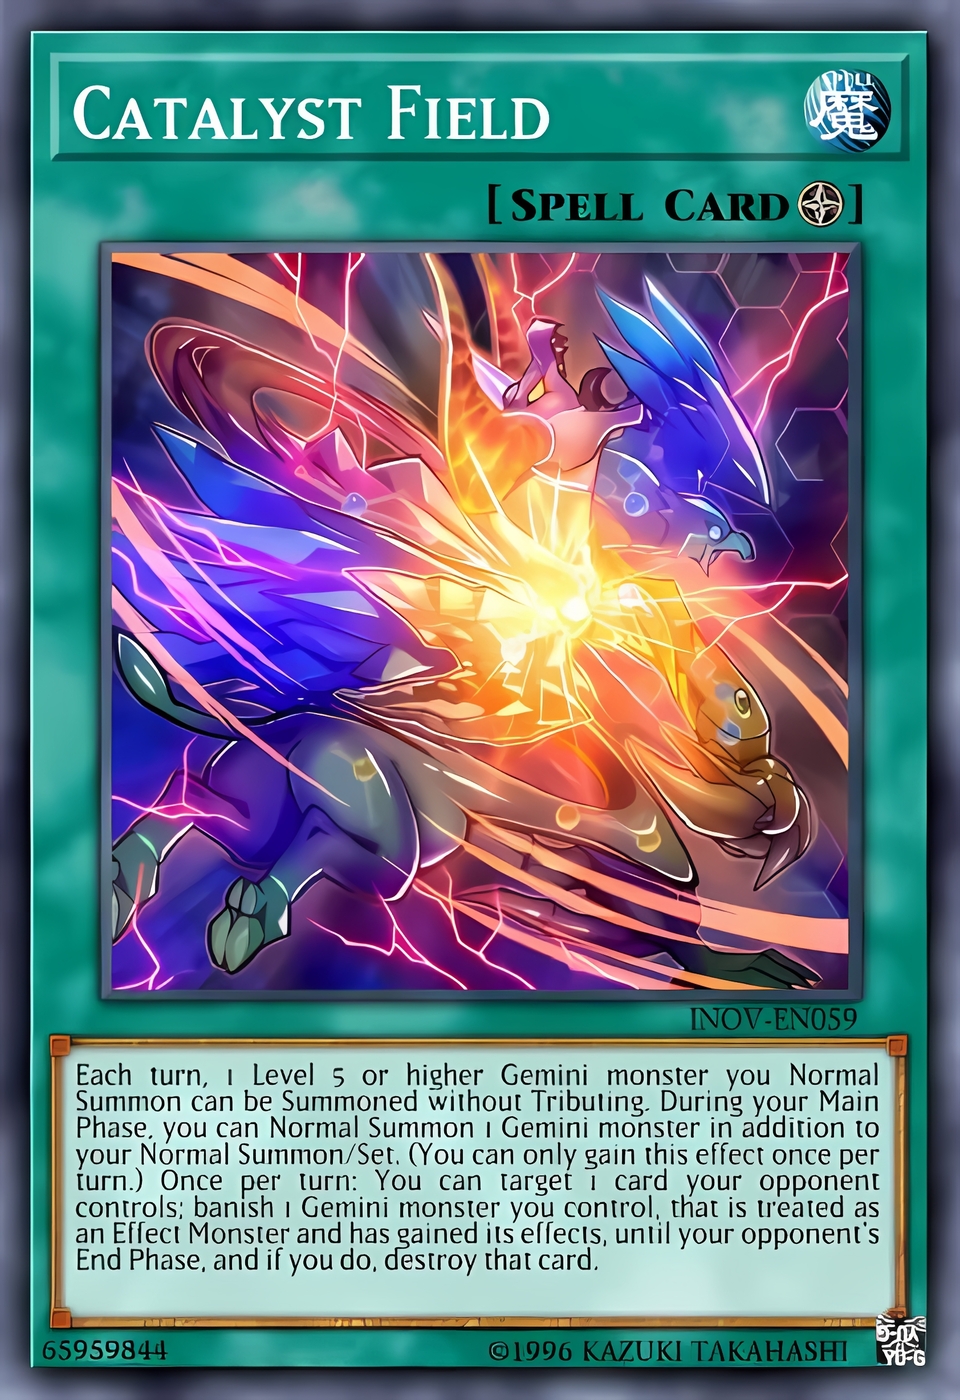 Catalyst Field
魔
[Spell Card]
INOV-EN059
Each turn, 1 Level 5 or higher Gemini monster you Normal
Summon can be Summoned without Tributing. During your Main
Phase, you can Normal Summon 1 Gemini monster in addition to
your Normal Summon/Set. (You can only gain this effect once per
turn.) Once per turn: You can target 1 card your opponent
controls; banish 1 Gemini monster you control, that is treated as
an Effect Monster and has gained its effects, until your opponent's
End Phase, and if you do, destroy that card.
65959844
©1996 KAZUKI TAKAHASHI